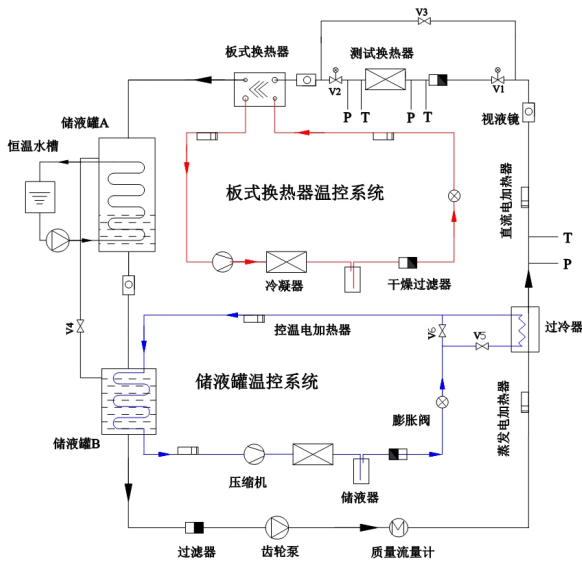 V3
板式换热器
测试换热器
V2
V1
P
T
P
T
储液罐A
视液镜
恒温水槽
板式换热器温控系统
直流电加热器
T
P
冷凝器
干燥过滤器
V4
控温电加热器
V6
V5
过冷器
储液罐温控系统
蒸发电加热器
膨胀阀
储液罐B
压缩机
储液器
过滤器
齿轮泵
质量流量计